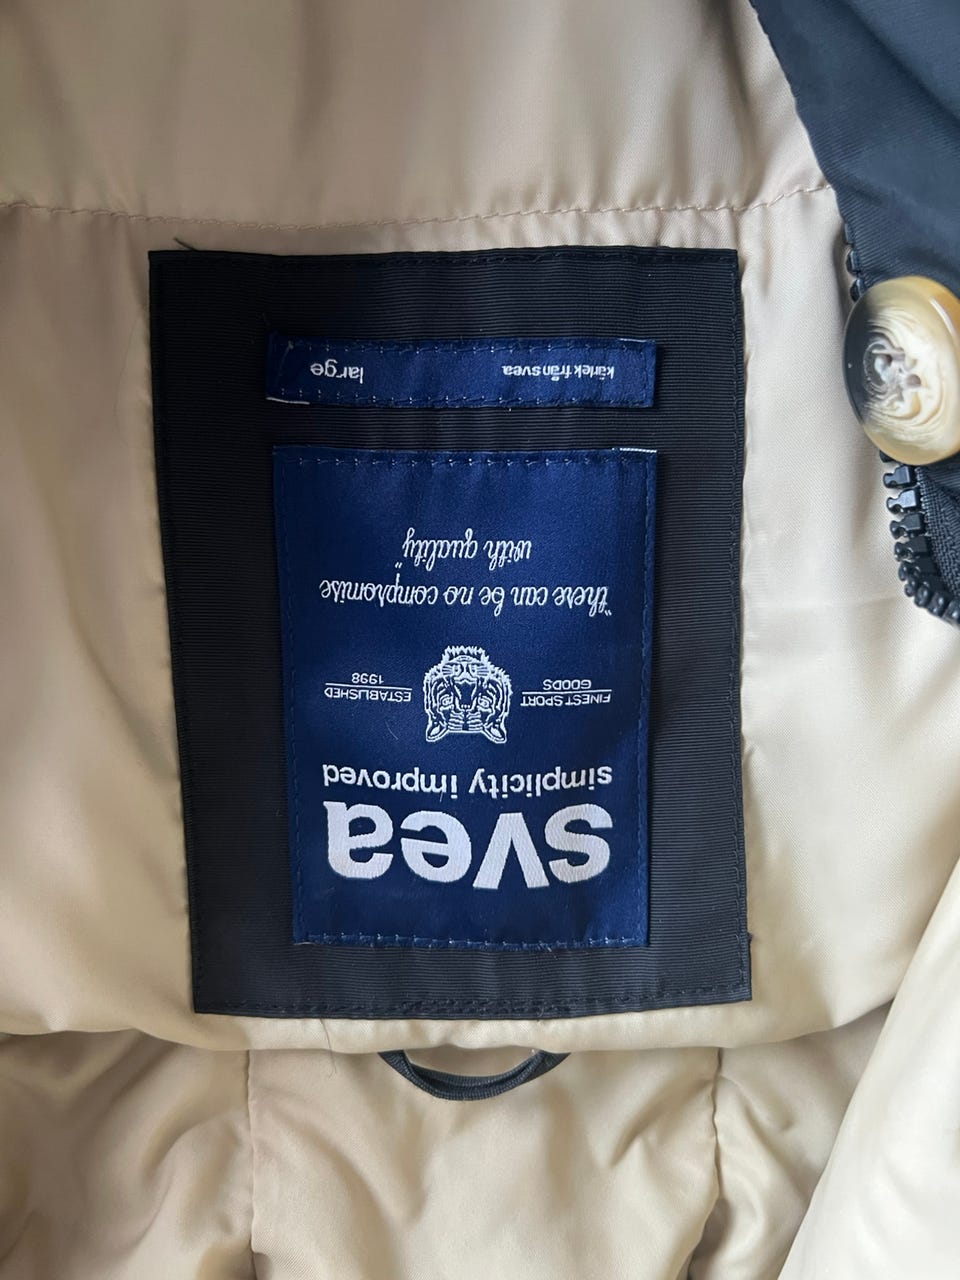 svea
simplicity improved
FINEST SPORT
GOODS
ESTABLISHED
1998
"there can be no compromise"
with quality
kärlek från svea
large